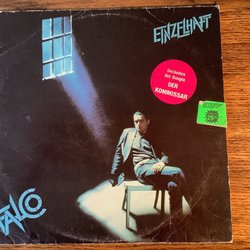 EINZELHAFT
Includes
Hit Single
DER
KOMMISSAR
FALCO